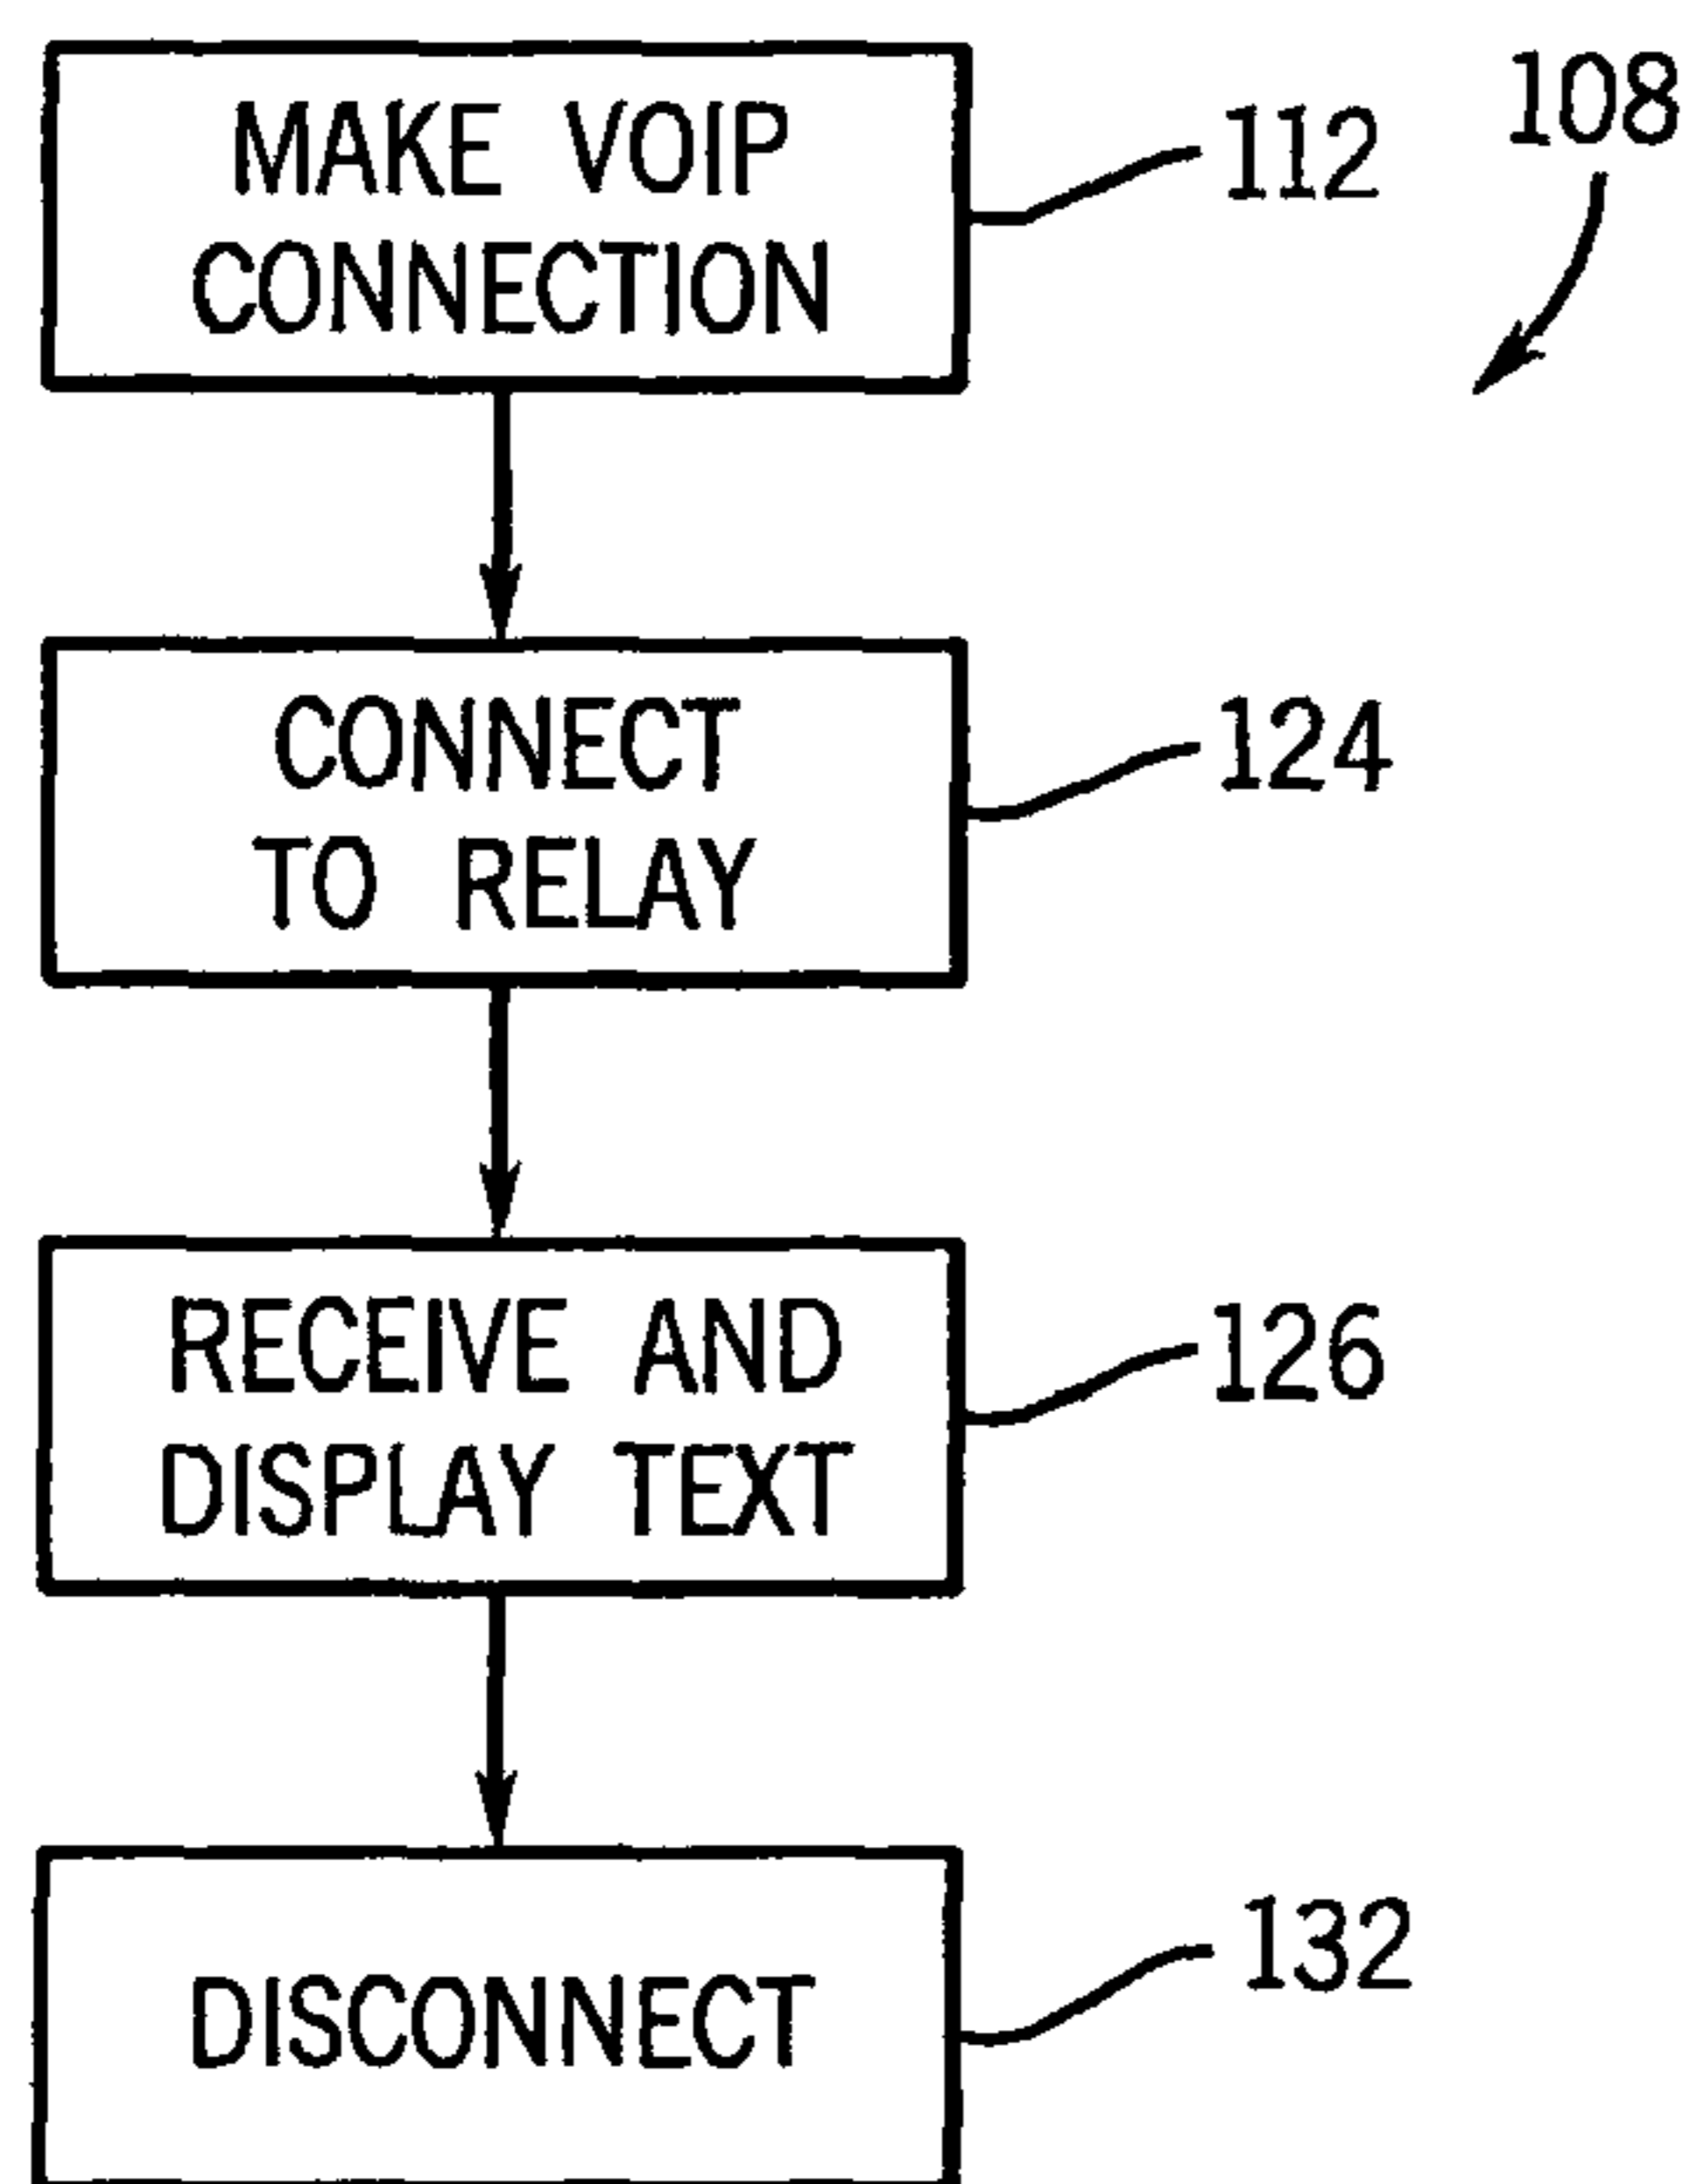 108
MAKE VOIP
CONNECTION
112
CONNECT
TO RELAY
124
RECEIVE AND
DISPLAY TEXT
126
DISCONNECT
132